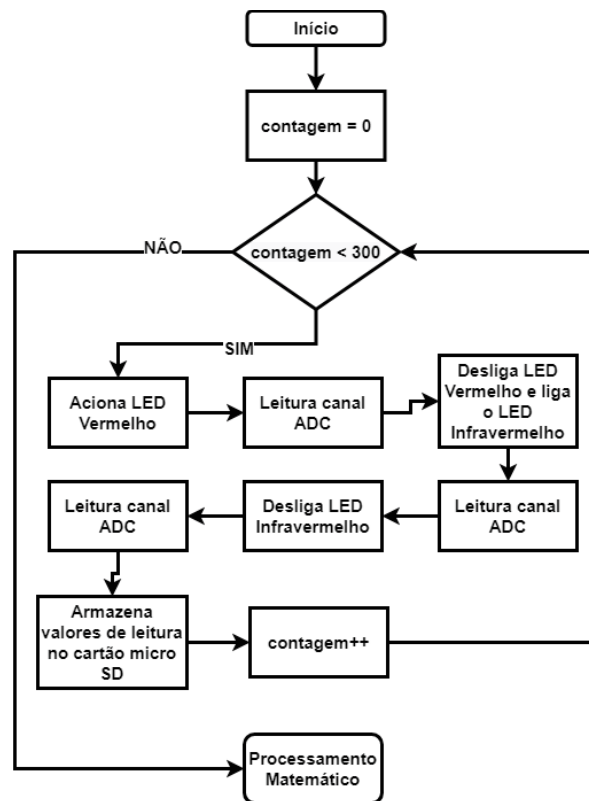 Início
contagem = 0
contagem < 300
NÃO
SIM
Aciona LED
Vermelho
Leitura canal
ADC
Desliga LED
Vermelho e liga
o LED
Infravermelho
Leitura canal
ADC
Desliga LED
Infravermelho
Leitura canal
ADC
Armazena
valores de leitura
no cartão micro
SD
contagem++
Processamento
Matemático